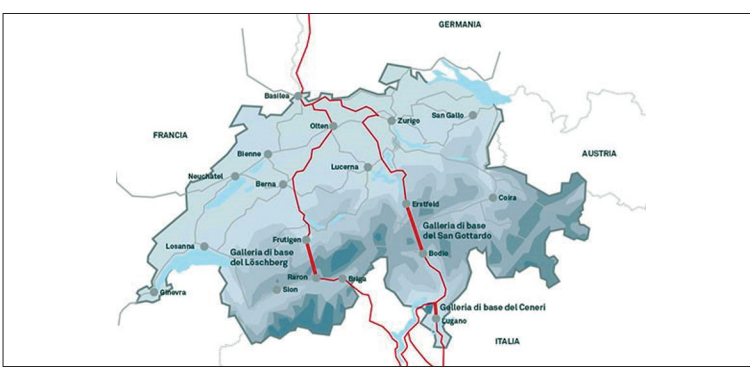 GERMANIA
Basilea
FRANCIA
Olten
Zurigo
San Gallo
AUSTRIA
Bienne
Lucerna
Neuchâtel
Berna
Coira
Erstfeld
Galleria di base
del San Gottardo
Frutigen
Losanna
Galleria di base
del Löschberg
Bodio
Raron
Briga
Ginevra
Sion
Galleria di base del Ceneri
Lugano
ITALIA